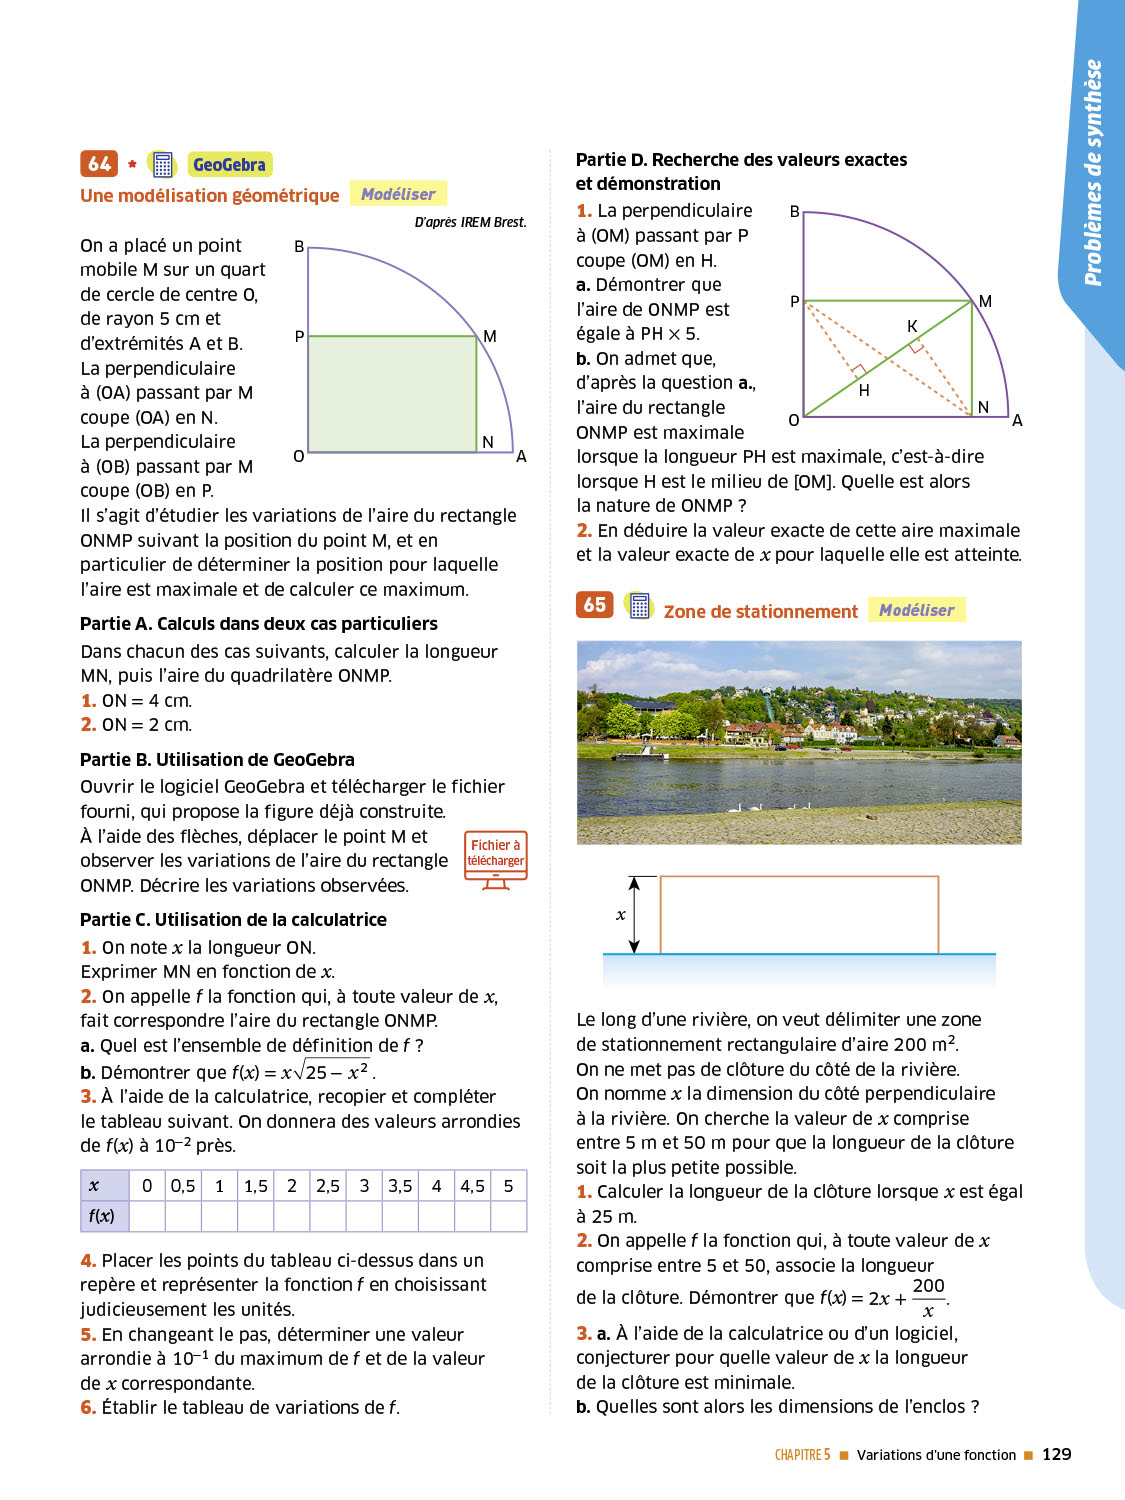 Problèmes de synthèse
64 * GeoGebra
Une modélisation géométrique Modéliser
D'après IREM Brest.
On a placé un point
mobile M sur un quart
de cercle de centre O,
de rayon 5 cm et
d'extrémités A et B.
La perpendiculaire
à (OA) passant par M
coupe (OA) en N.
La perpendiculaire
à (OB) passant par M
coupe (OB) en P.
B
P
M
N
O
A
Il s'agit d'étudier les variations de l'aire du rectangle
ONMP suivant la position du point M, et en
particulier de déterminer la position pour laquelle
l'aire est maximale et de calculer ce maximum.
Partie A. Calculs dans deux cas particuliers
Dans chacun des cas suivants, calculer la longueur
MN, puis l'aire du quadrilatère ONMP.
1. ON = 4 cm.
2. ON = 2 cm.
Partie B. Utilisation de GeoGebra
Ouvrir le logiciel GeoGebra et télécharger le fichier
fourni, qui propose la figure déjà construite.
À l'aide des flèches, déplacer le point M et
observer les variations de l'aire du rectangle
ONMP. Décrire les variations observées.
Fichier à
télécharger
Partie C. Utilisation de la calculatrice
1. On note x la longueur ON.
Exprimer MN en fonction de x.
2. On appelle f la fonction qui, à toute valeur de x,
fait correspondre l'aire du rectangle ONMP.
a. Quel est l'ensemble de définition de f ?
b. Démontrer que f(x) = x√25 – x².
3. À l'aide de la calculatrice, recopier et compléter
le tableau suivant. On donnera des valeurs arrondies
de f(x) à 10⁻² près.
x 0 0,5 1 1,5 2 2,5 3 3,5 4 4,5 5
f(x)
4. Placer les points du tableau ci-dessus dans un
repère et représenter la fonction f en choisissant
judicieusement les unités.
5. En changeant le pas, déterminer une valeur
arrondie à 10⁻¹ du maximum de f et de la valeur
de x correspondante.
6. Établir le tableau de variations de f.
Partie D. Recherche des valeurs exactes
et démonstration
1. La perpendiculaire
à (OM) passant par P
coupe (OM) en H.
a. Démontrer que
l'aire de ONMP est
égale à PH × 5.
b. On admet que,
d'après la question a.,
l'aire du rectangle
ONMP est maximale
B
P
M
K
H
N
O
A
lorsque la longueur PH est maximale, c'est-à-dire
lorsque H est le milieu de [OM]. Quelle est alors
la nature de ONMP ?
2. En déduire la valeur exacte de cette aire maximale
et la valeur exacte de x pour laquelle elle est atteinte.
65 Zone de stationnement Modéliser
x
Le long d'une rivière, on veut délimiter une zone
de stationnement rectangulaire d'aire 200 m².
On ne met pas de clôture du côté de la rivière.
On nomme x la dimension du côté perpendiculaire
à la rivière. On cherche la valeur de x comprise
entre 5 m et 50 m pour que la longueur de la clôture
soit la plus petite possible.
1. Calculer la longueur de la clôture lorsque x est égal
à 25 m.
2. On appelle f la fonction qui, à toute valeur de x
comprise entre 5 et 50, associe la longueur
de la clôture. Démontrer que f(x) = 2x + 200/x.
3. a. À l'aide de la calculatrice ou d'un logiciel,
conjecturer pour quelle valeur de x la longueur
de la clôture est minimale.
b. Quelles sont alors les dimensions de l'enclos ?
CHAPITRE 5 ■ Variations d'une fonction ■ 129